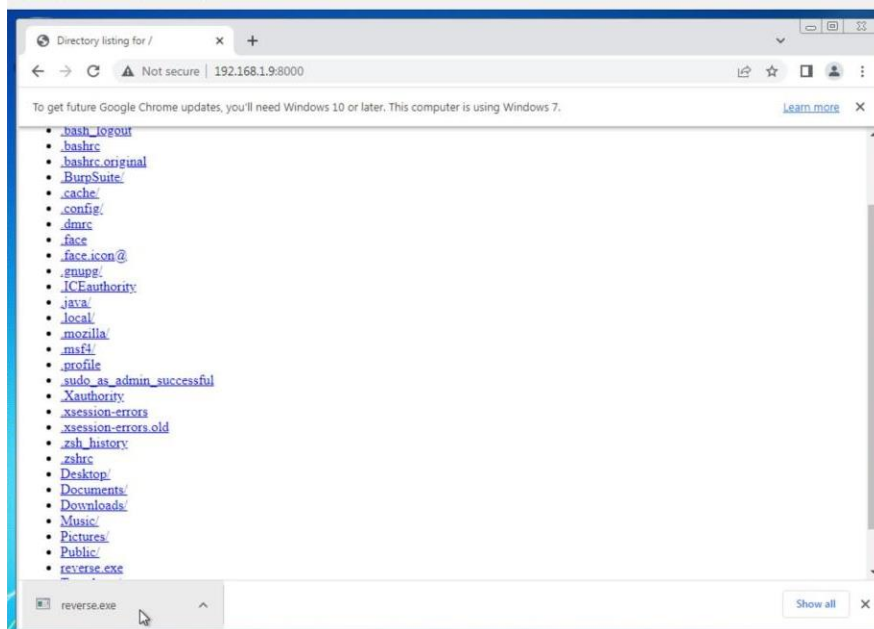 Directory listing for /
Not secure | 192.168.1.9:8000
To get future Google Chrome updates, you'll need Windows 10 or later. This computer is using Windows 7. Learn more
.bash_logout
.bashrc
.bashrc.original
.BurpSuite/
.cache/
.config/
.dmrc
.face
.face.icon@
.gnupg/
.ICEauthority
.java/
.local/
.mozilla/
.msf4/
.profile
.sudo_as_admin_successful
.Xauthority
.xsession-errors
.xsession-errors.old
.zsh_history
.zshrc
Desktop/
Documents/
Downloads/
Music/
Pictures/
Public/
reverse.exe
reverse.exe Show all